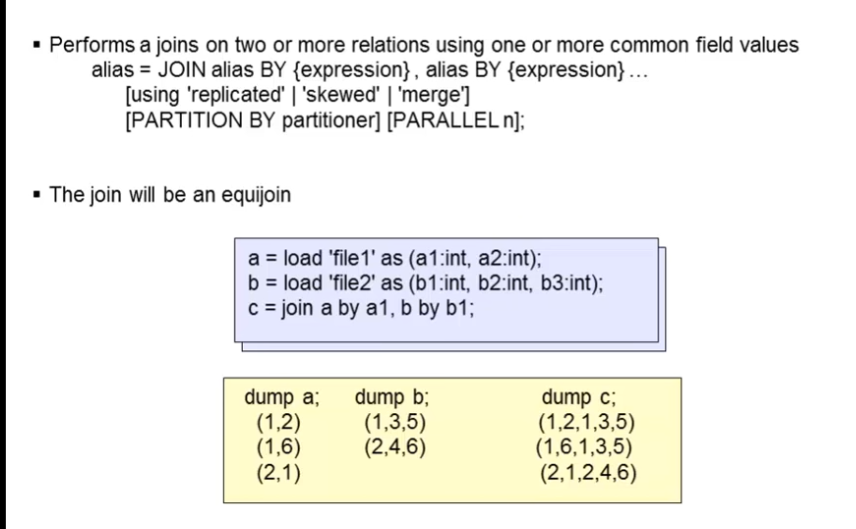 ▪ Performs a joins on two or more relations using one or more common field values
alias = JOIN alias BY {expression}, alias BY {expression}...
[using 'replicated' | 'skewed' | 'merge']
[PARTITION BY partitioner] [PARALLEL n];
▪ The join will be an equijoin
a = load 'file1' as (a1:int, a2:int);
b = load 'file2' as (b1:int, b2:int, b3:int);
c = join a by a1, b by b1;
dump a; dump b; dump c;
(1,2) (1,3,5) (1,2,1,3,5)
(1,6) (2,4,6) (1,6,1,3,5)
(2,1) (2,1,2,4,6)